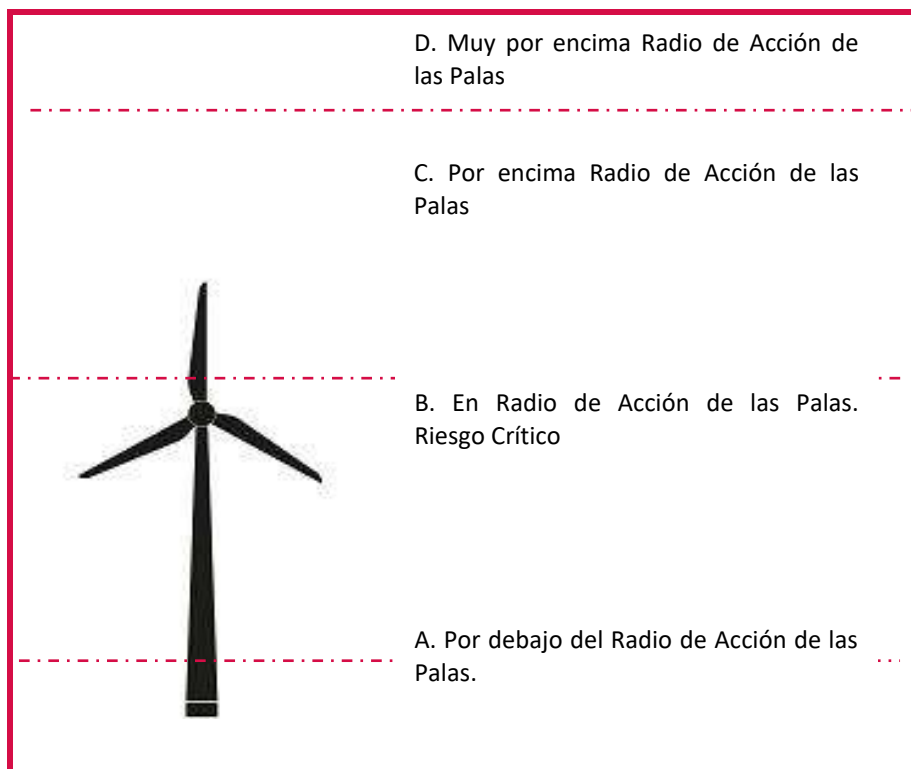 D. Muy por encima Radio de Acción de
las Palas
C. Por encima Radio de Acción de las
Palas
B. En Radio de Acción de las Palas.
Riesgo Crítico
A. Por debajo del Radio de Acción de las
Palas.